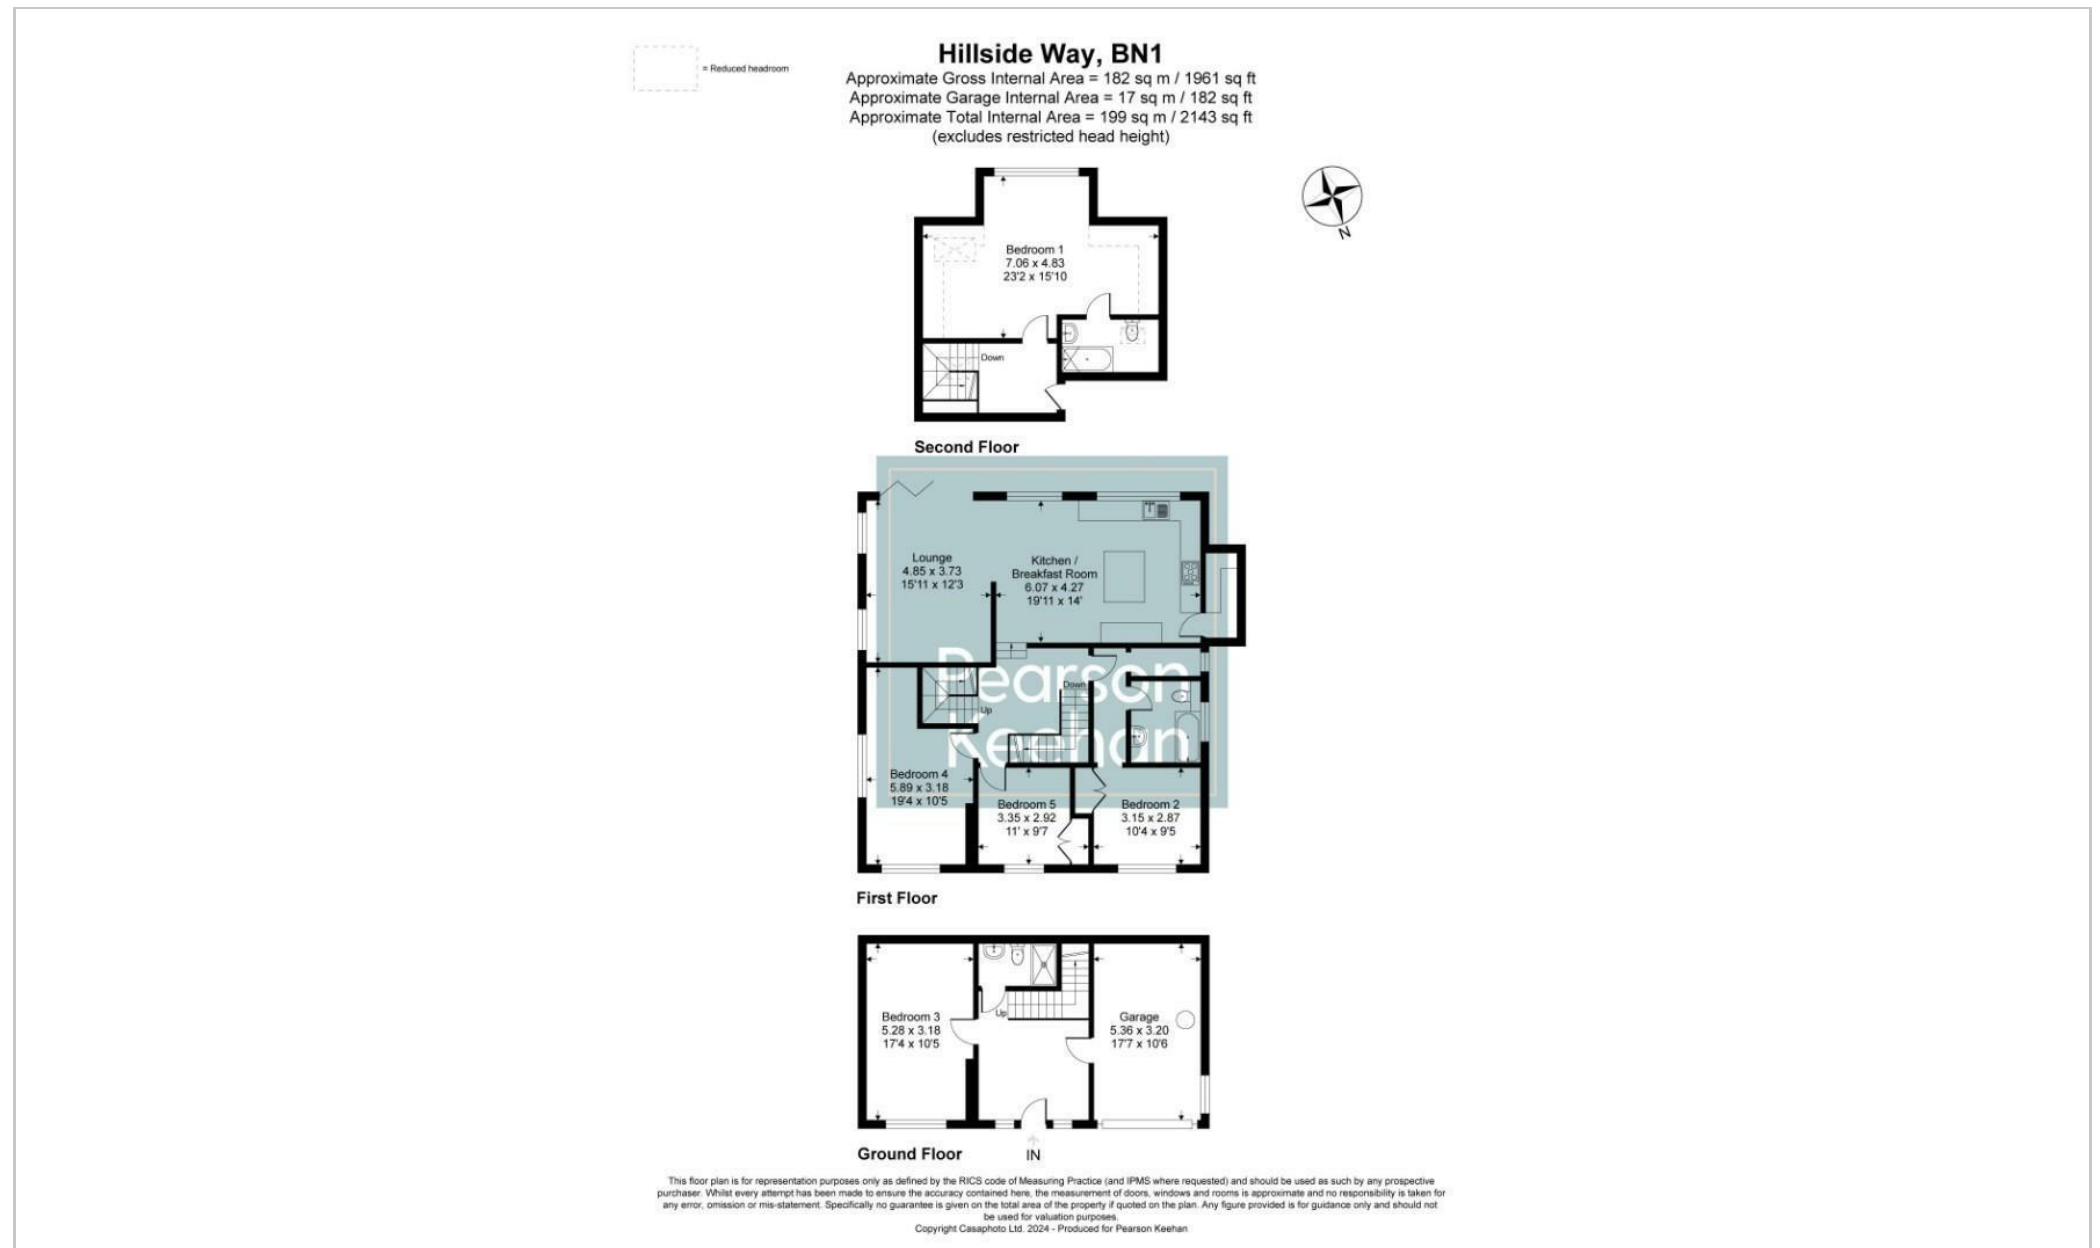 Hillside Way, BN1
Approximate Gross Internal Area = 182 sq m / 1961 sq ft
Approximate Garage Internal Area = 17 sq m / 182 sq ft
Approximate Total Internal Area = 199 sq m / 2143 sq ft
(excludes restricted head height)
= Reduced headroom
N
Bedroom 1
7.06 x 4.83
23'2 x 15'10
Down
Second Floor
Lounge
4.85 x 3.73
15'11 x 12'3
Kitchen /
Breakfast Room
6.07 x 4.27
19'11 x 14'
Pearson
Keehan
Down
Up
Bedroom 4
5.89 x 3.18
19'4 x 10'5
Bedroom 5
3.35 x 2.92
11' x 9'7
Bedroom 2
3.15 x 2.87
10'4 x 9'5
First Floor
Bedroom 3
5.28 x 3.18
17'4 x 10'5
Up
Garage
5.36 x 3.20
17'7 x 10'6
Ground Floor
IN
This floor plan is for representation purposes only as defined by the RICS code of Measuring Practice (and IPMS where requested) and should be used as such by any prospective
purchaser. Whilst every attempt has been made to ensure the accuracy contained here, the measurement of doors, windows and rooms is approximate and no responsibility is taken for
any error, omission or mis-statement. Specifically no guarantee is given on the total area of the property if quoted on the plan. Any figure provided is for guidance only and should not
be used for valuation purposes.
Copyright Casaphoto Ltd. 2024 - Produced for Pearson Keehan